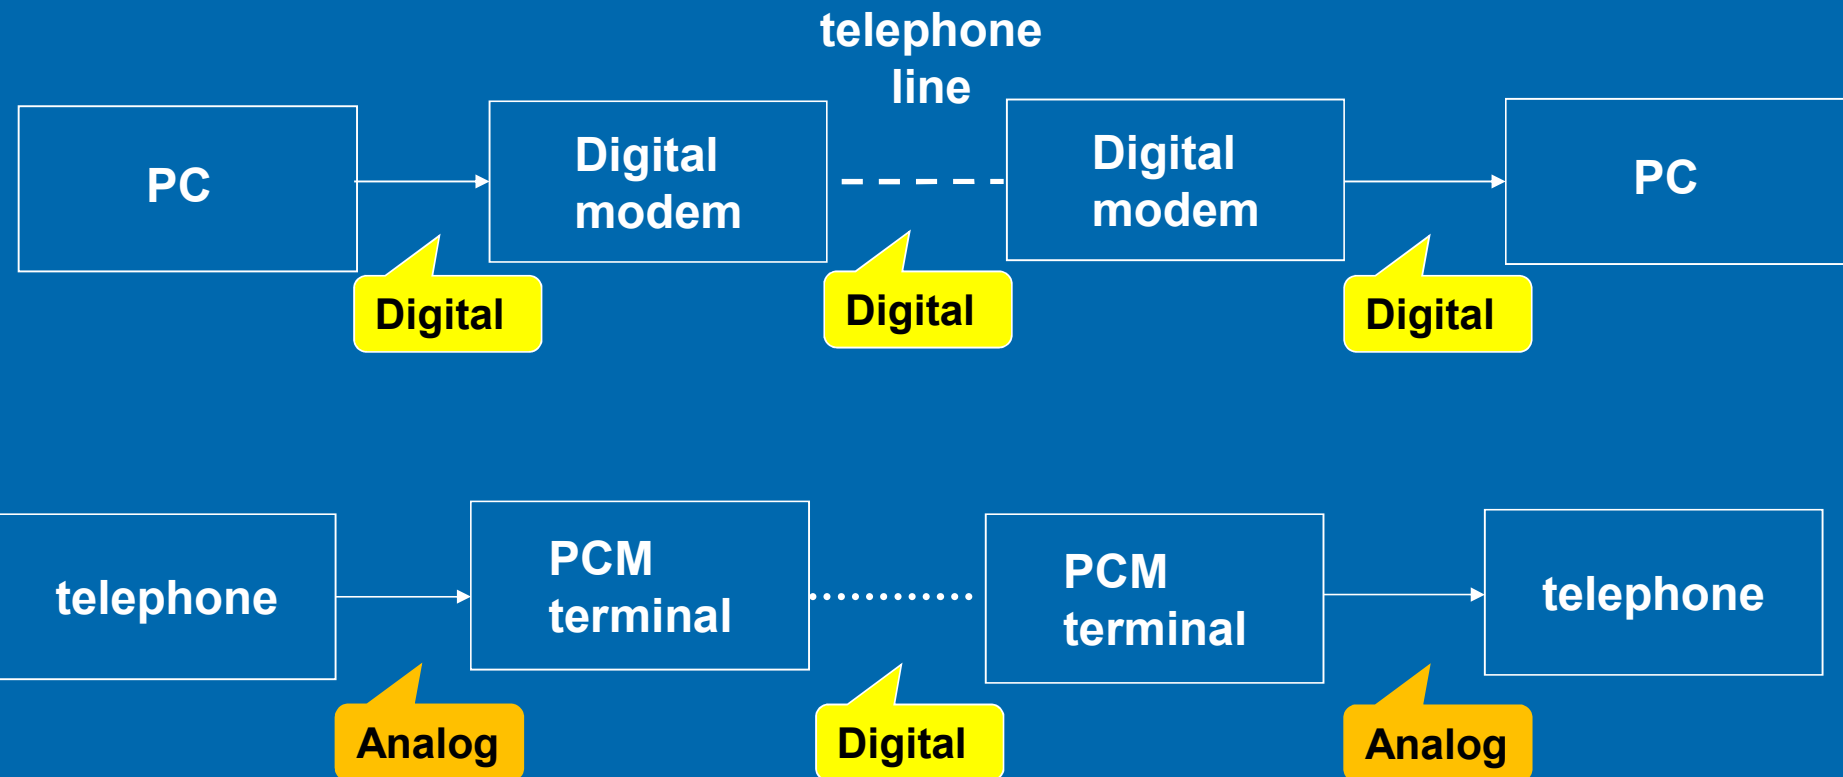 telephone
line
PC
Digital
modem
Digital
modem
PC
Digital
Digital
Digital
telephone
PCM
terminal
PCM
terminal
telephone
Analog
Digital
Analog